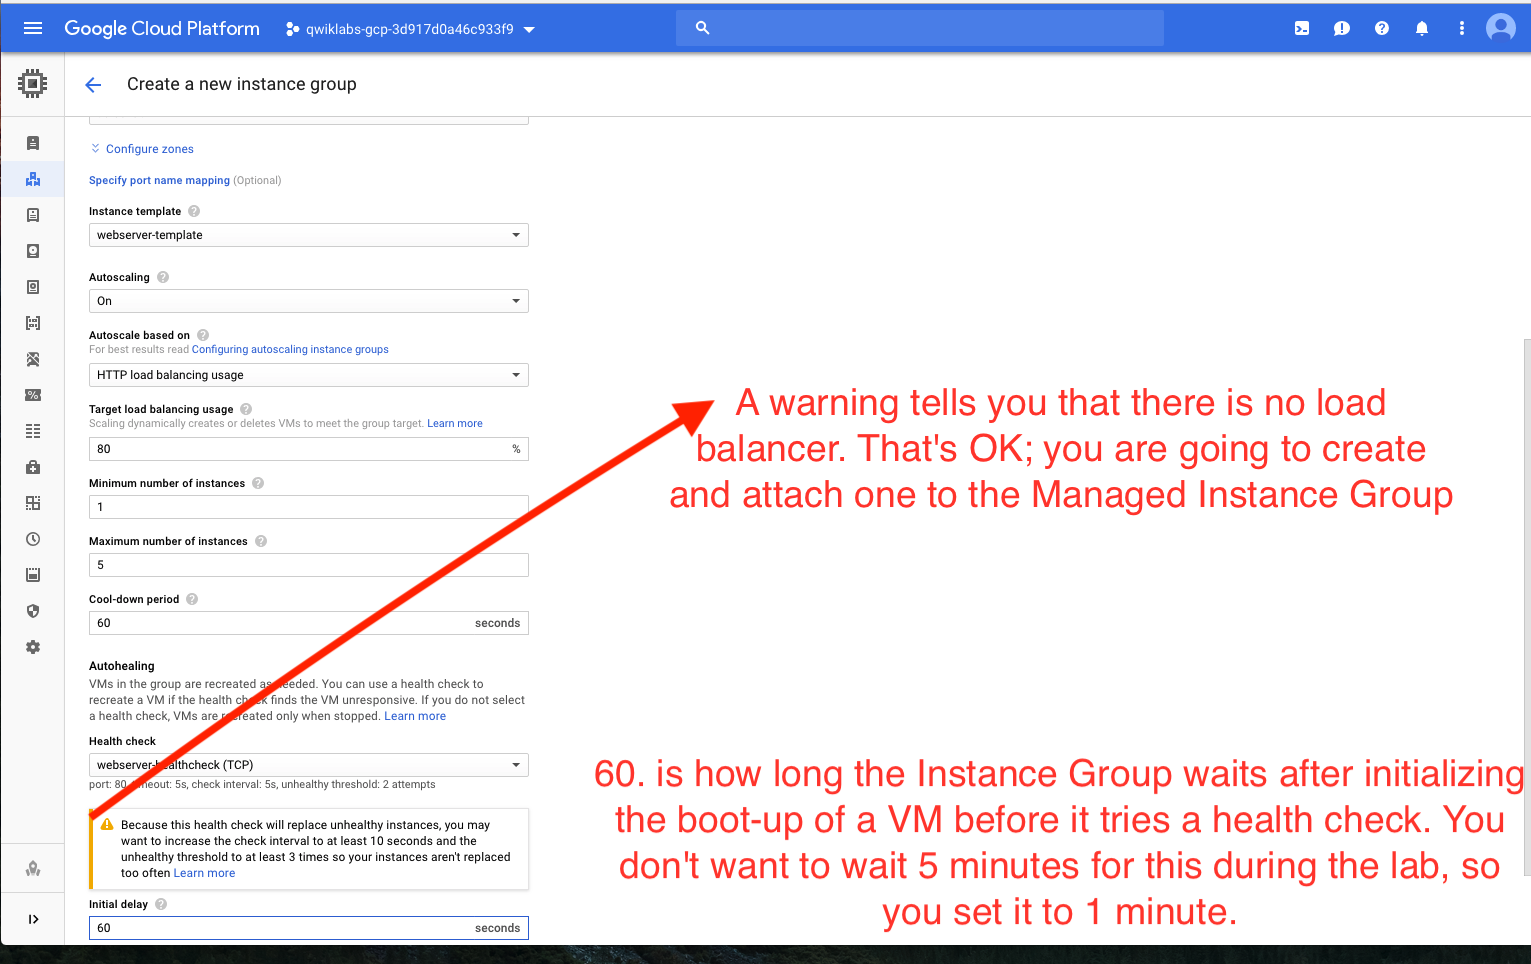 Google Cloud Platform
qwiklabs-gcp-3d917d0a46c933f9
Create a new instance group
Configure zones
Specify port name mapping (Optional)
Instance template
webserver-template
Autoscaling
On
Autoscale based on
For best results read Configuring autoscaling instance groups
HTTP load balancing usage
Target load balancing usage
Scaling dynamically creates or deletes VMs to meet the group target. Learn more
80 %
Minimum number of instances
1
Maximum number of instances
5
Cool-down period
60 seconds
Autohealing
VMs in the group are recreated as needed. You can use a health check to
recreate a VM if the health check finds the VM unresponsive. If you do not select
a health check, VMs are recreated only when stopped. Learn more
Health check
webserver-healthcheck (TCP)
port: 80, timeout: 5s, check interval: 5s, unhealthy threshold: 2 attempts
Because this health check will replace unhealthy instances, you may
want to increase the check interval to at least 10 seconds and the
unhealthy threshold to at least 3 times so your instances aren't replaced
too often Learn more
Initial delay
60 seconds
A warning tells you that there is no load
balancer. That's OK; you are going to create
and attach one to the Managed Instance Group
60. is how long the Instance Group waits after initializing
the boot-up of a VM before it tries a health check. You
don't want to wait 5 minutes for this during the lab, so
you set it to 1 minute.